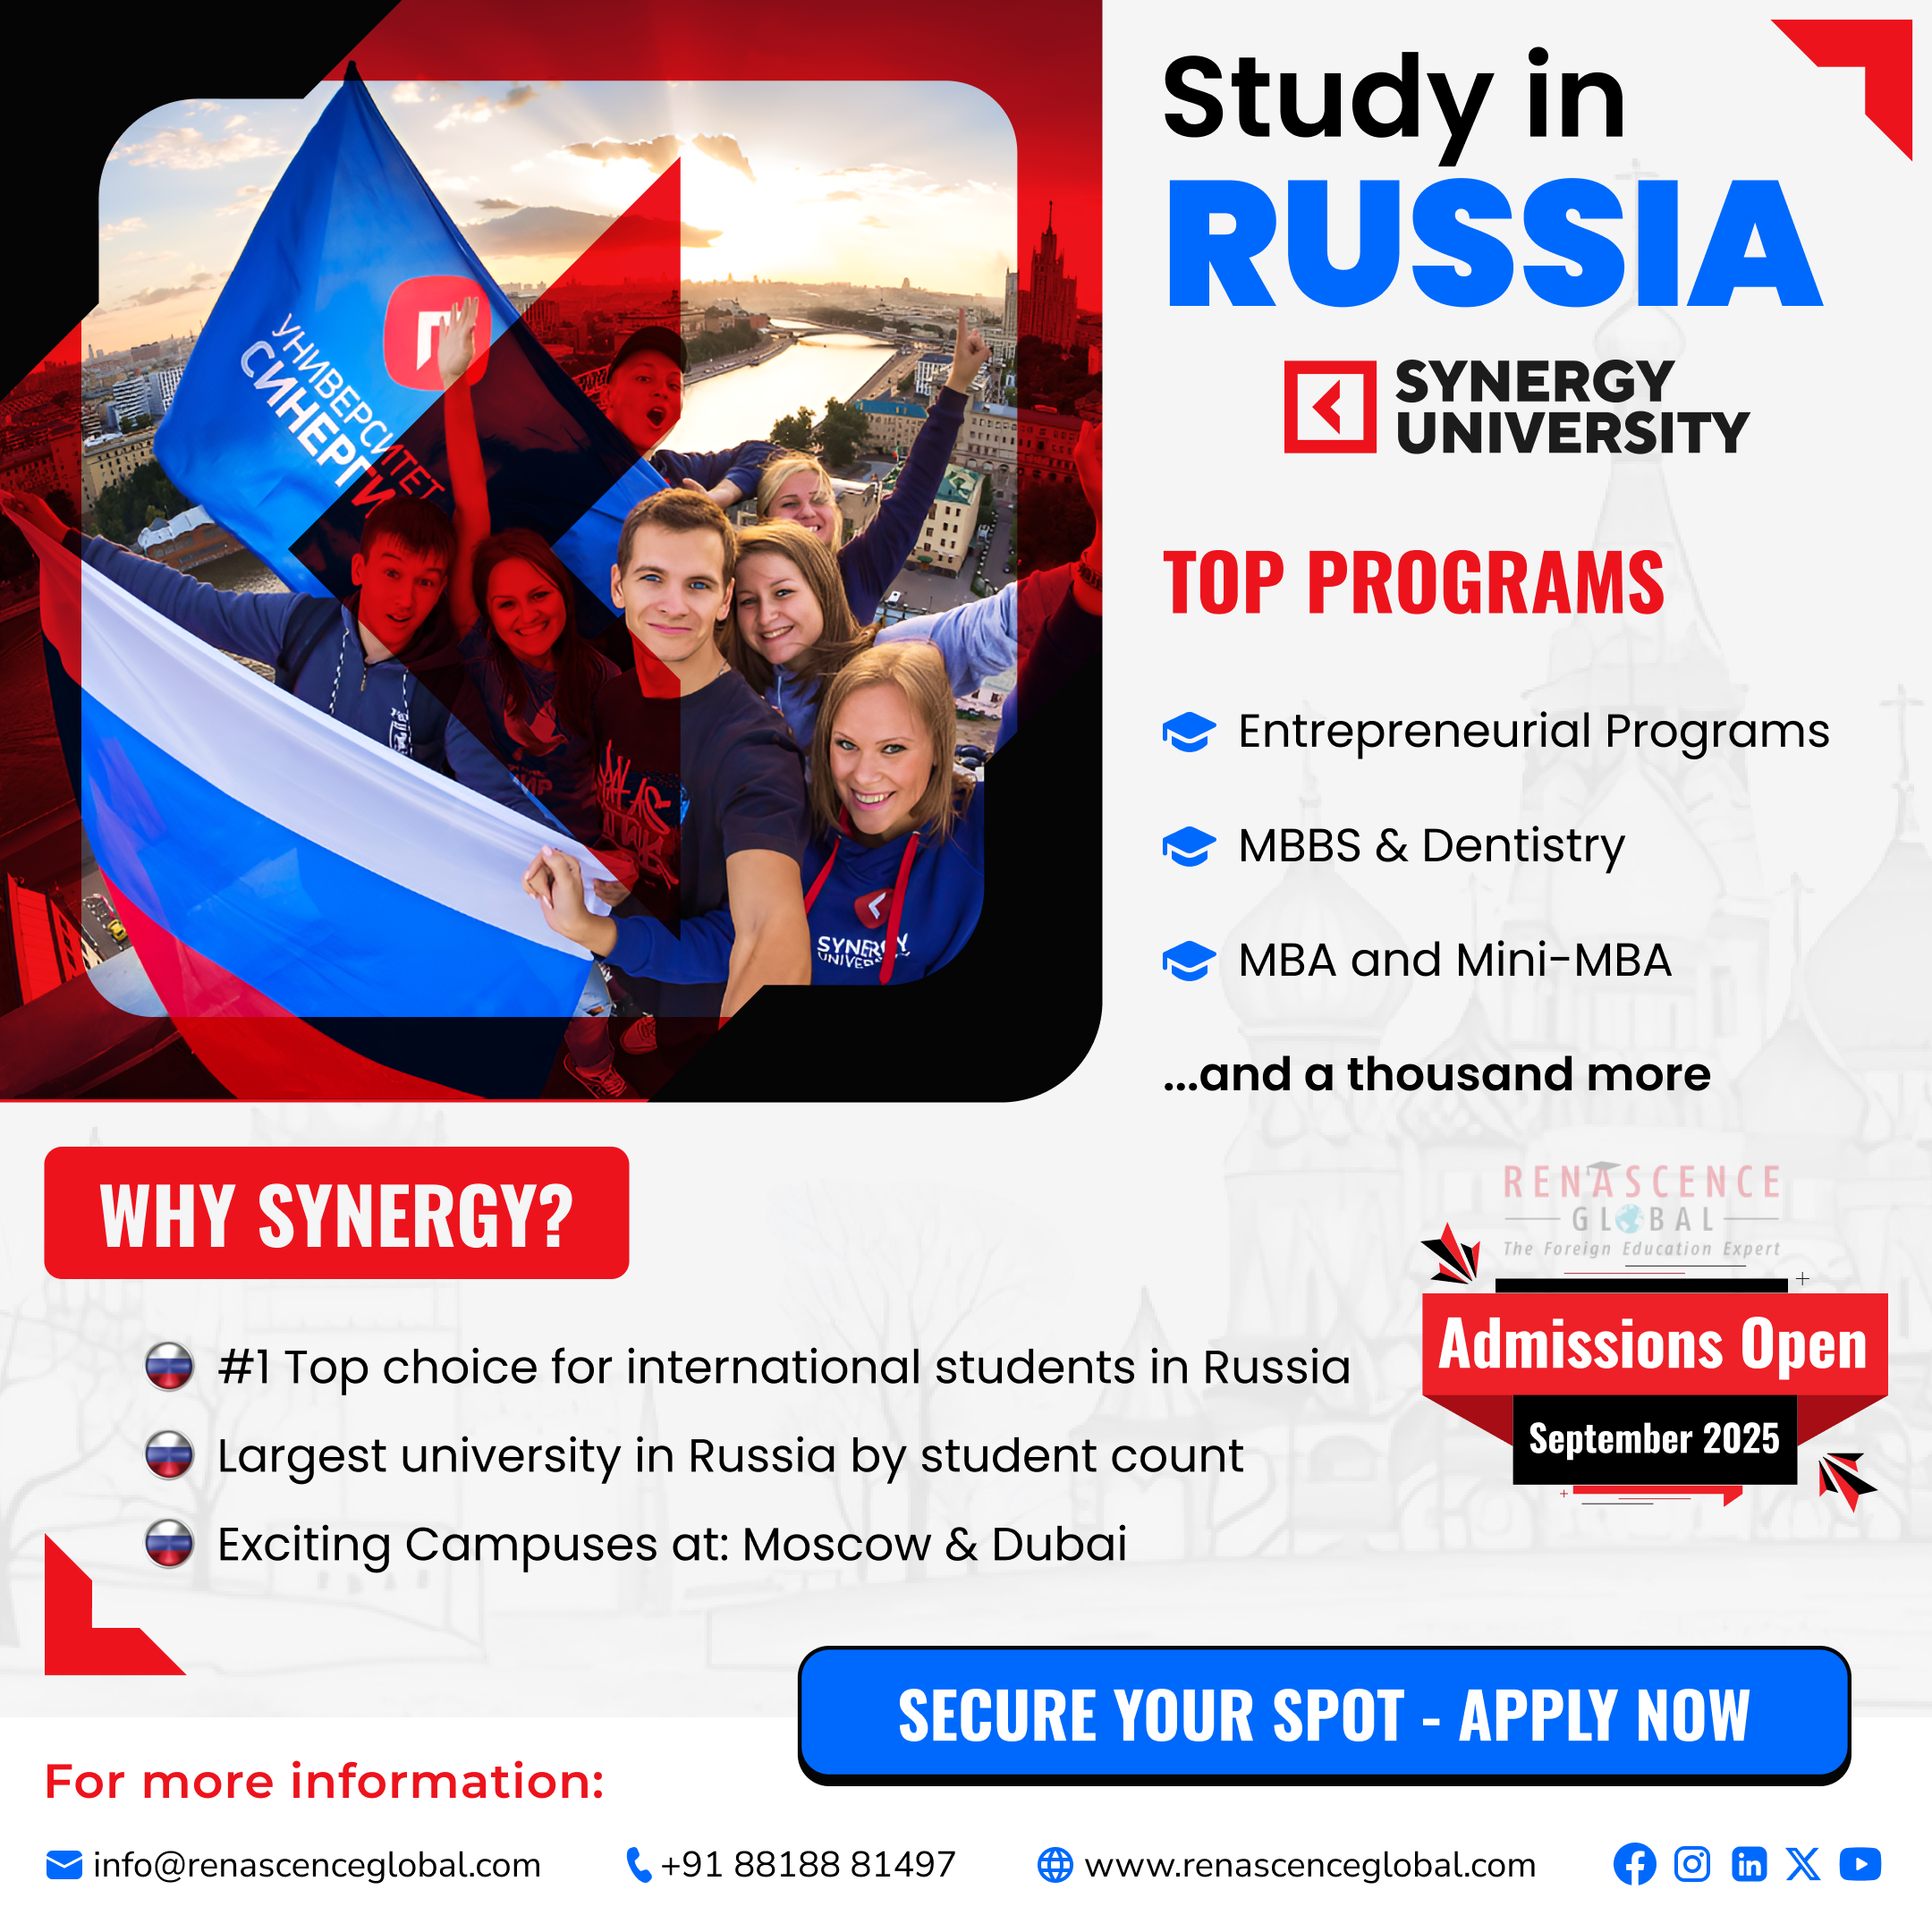 Study in
RUSSIA
SYNERGY
UNIVERSITY
УНИВЕРСИТЕТ
СИНЕРГИЯ
SYNERGY
UNIVERS
TOP PROGRAMS
Entrepreneurial Programs
MBBS & Dentistry
MBA and Mini-MBA
...and a thousand more
WHY SYNERGY?
#1 Top choice for international students in Russia
Largest university in Russia by student count
Exciting Campuses at: Moscow & Dubai
RENASCENCE
GLOBAL
The Foreign Education Expert
Admissions Open
September 2025
SECURE YOUR SPOT - APPLY NOW
For more information:
info@renascenceglobal.com
+91 88188 81497
www.renascenceglobal.com